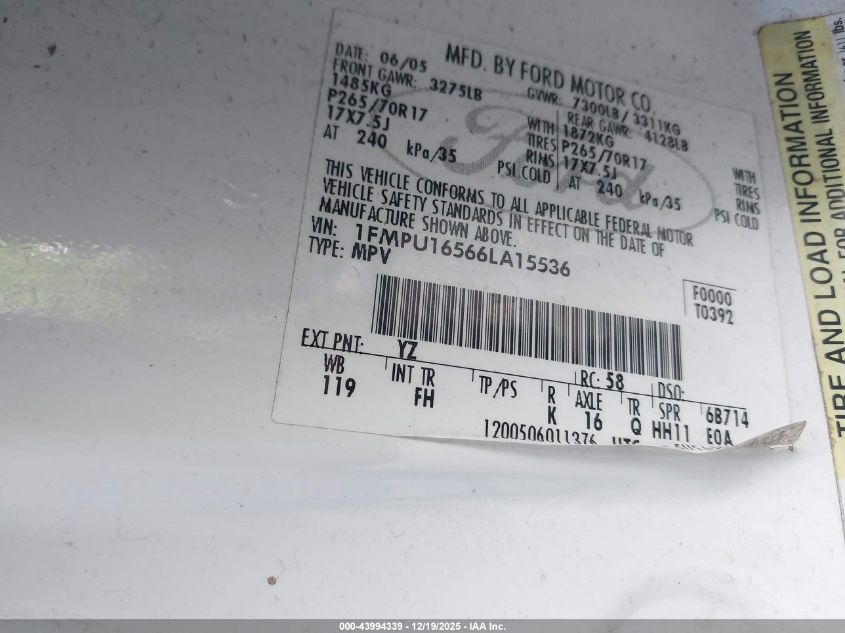 MFD. BY FORD MOTOR CO.
DATE: 06/05 GVWR: 7300LB/ 3311KG
FRONT GAWR: 3275LB REAR GAWR: 4128LB
1485KG WITH 1872KG WITH
P265/70R17 TIRES P265/70R17 TIRES
17X7.5J RIMS 17X7.5J RIMS
AT 240 kPa/35 PSI COLD AT 240 kPa/35 PSI COLD
THIS VEHICLE CONFORMS TO ALL APPLICABLE FEDERAL MOTOR
VEHICLE SAFETY STANDARDS IN EFFECT ON THE DATE OF
MANUFACTURE SHOWN ABOVE.
VIN: 1FMPU16566LA15536
TYPE: MPV
F0000
T0392
EXT PNT: YZ RC: 58 DSO:
WB INT TR TP/PS R AXLE TR SPR 6B714
119 FH K 16 Q HH11 E0A
1200506011376
Ford
TIRE AND LOAD INFORMATION
FOR ADDITIONAL INFORMATION
lbs.
000-43994339 - 12/19/2025 - IAA Inc.